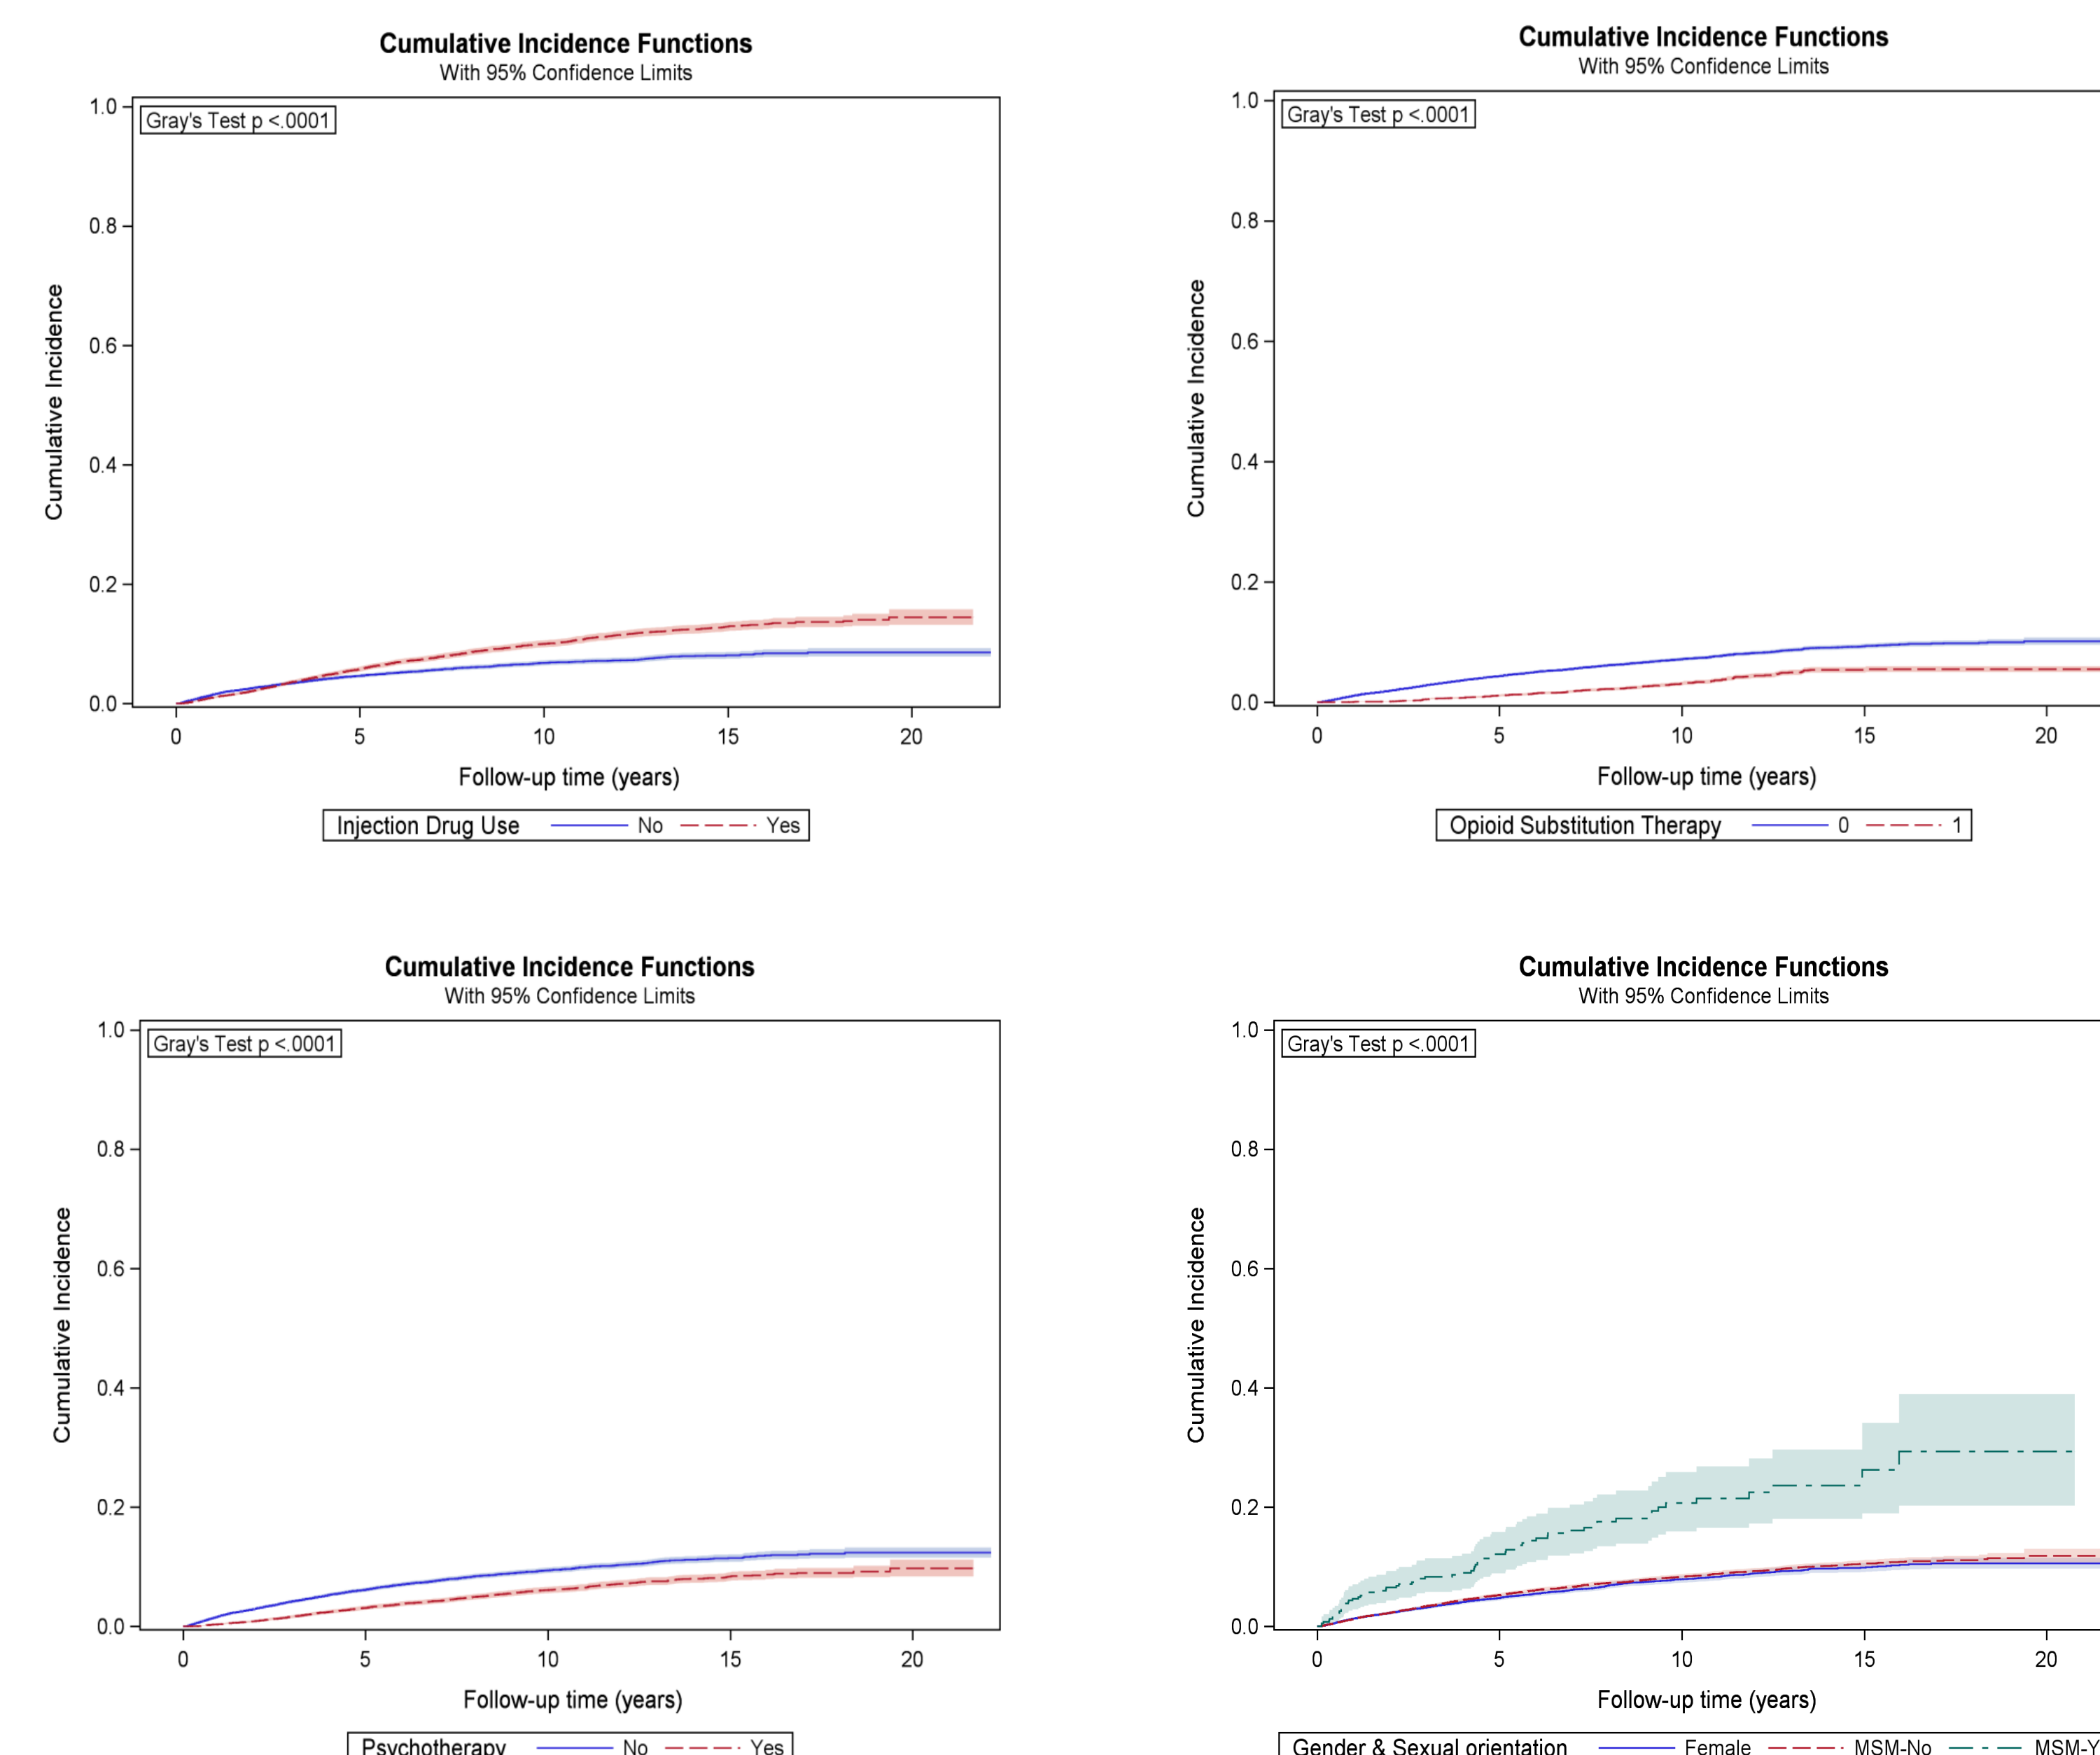 Cumulative Incidence Functions
With 95% Confidence Limits
Gray's Test p <.0001
1.0
0.8
0.6
0.4
0.2
0.0
Cumulative Incidence
0 5 10 15 20
Follow-up time (years)
Injection Drug Use No Yes
Cumulative Incidence Functions
With 95% Confidence Limits
Gray's Test p <.0001
1.0
0.8
0.6
0.4
0.2
0.0
Cumulative Incidence
0 5 10 15 20
Follow-up time (years)
Opioid Substitution Therapy 0 1
Cumulative Incidence Functions
With 95% Confidence Limits
Gray's Test p <.0001
1.0
0.8
0.6
0.4
0.2
0.0
Cumulative Incidence
0 5 10 15 20
Follow-up time (years)
Psychotherapy No Yes
Cumulative Incidence Functions
With 95% Confidence Limits
Gray's Test p <.0001
1.0
0.8
0.6
0.4
0.2
0.0
Cumulative Incidence
0 5 10 15 20
Follow-up time (years)
Gender & Sexual orientation Female MSM-No MSM-Y